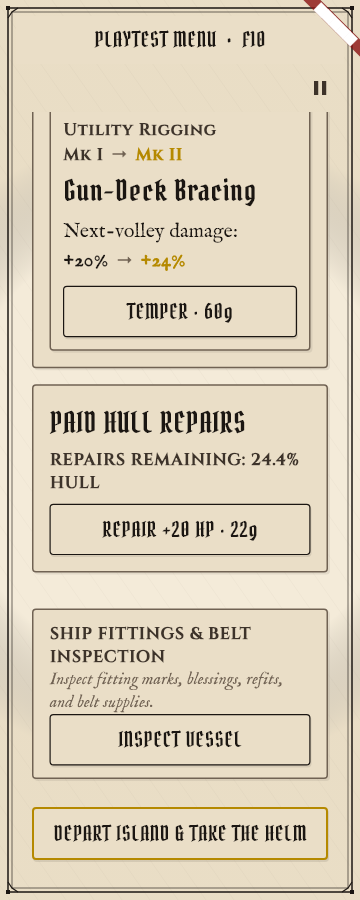 PLAYTEST MENU · F10
UTILITY RIGGING
MK I → MK II
Gun-Deck Bracing
Next-volley damage:
+20% → +24%
TEMPER · 60g
PAID HULL REPAIRS
REPAIRS REMAINING: 24.4%
HULL
REPAIR +20 HP · 22g
SHIP FITTINGS & BELT
INSPECTION
Inspect fitting marks, blessings, refits,
and belt supplies.
INSPECT VESSEL
DEPART ISLAND & TAKE THE HELM